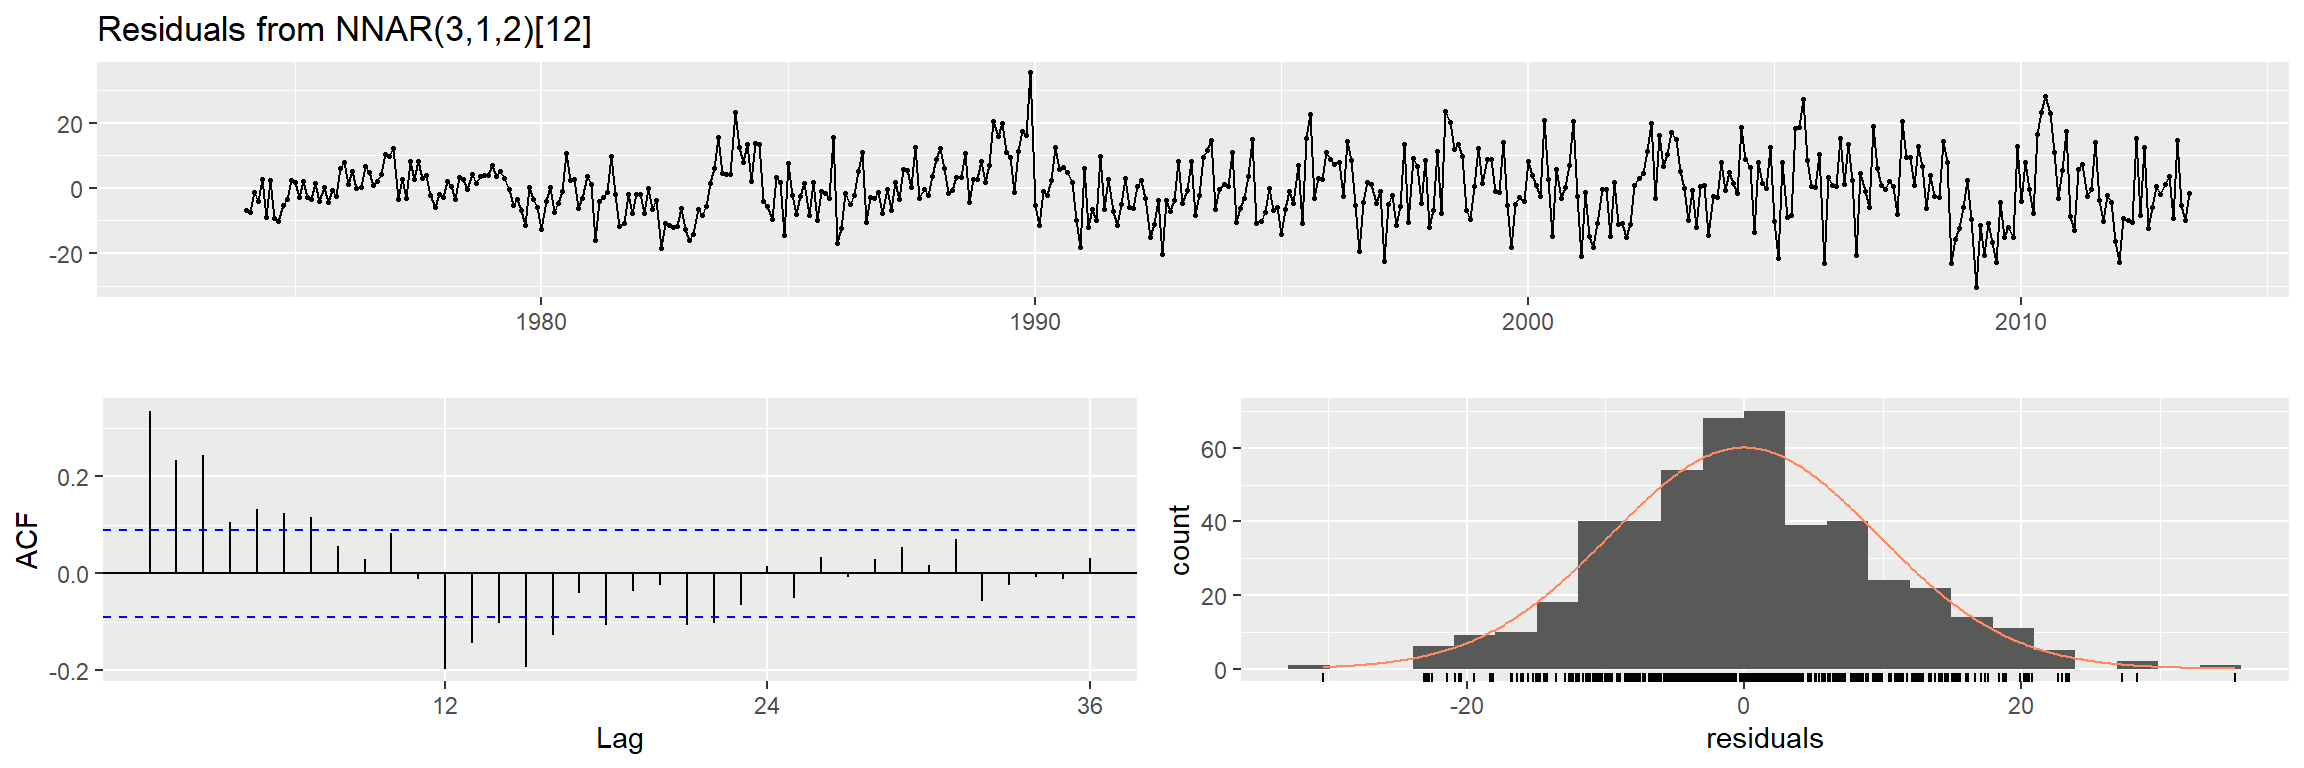 Residuals from NNAR(3,1,2)[12]
20
0
-20
1980 1990 2000 2010
ACF
0.2
0.0
-0.2
12 24 36
Lag
count
60
40
20
0
-20 0 20
residuals